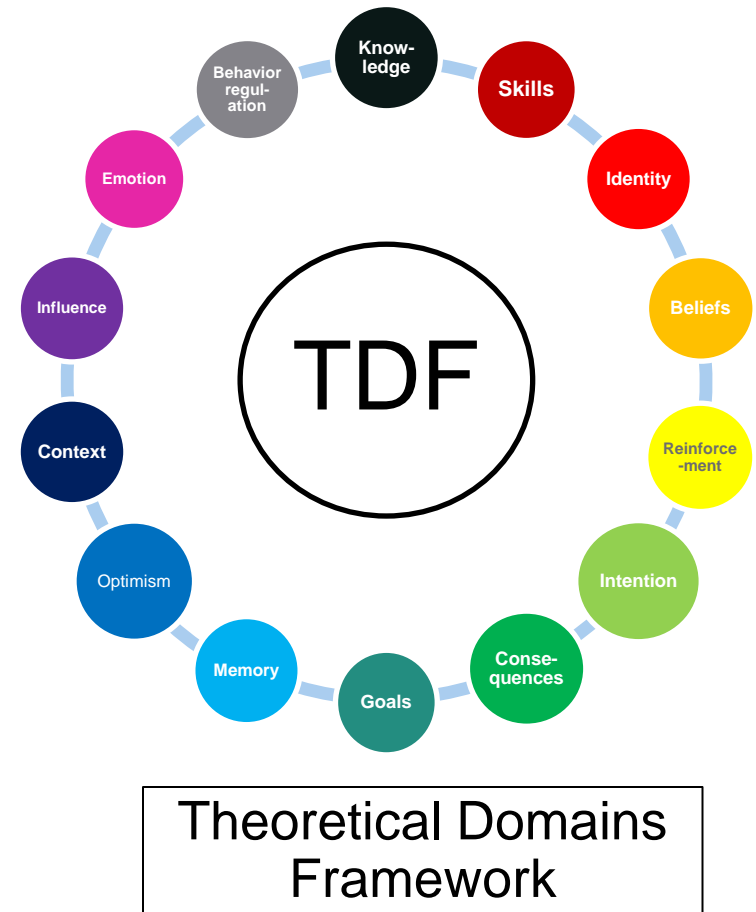 Know-
ledge
Skills
Identity
Beliefs
Reinforce
-ment
Intention
Conse-
quences
Goals
Memory
Optimism
Context
Influence
Emotion
Behavior
regul-
ation
TDF
Theoretical Domains
Framework